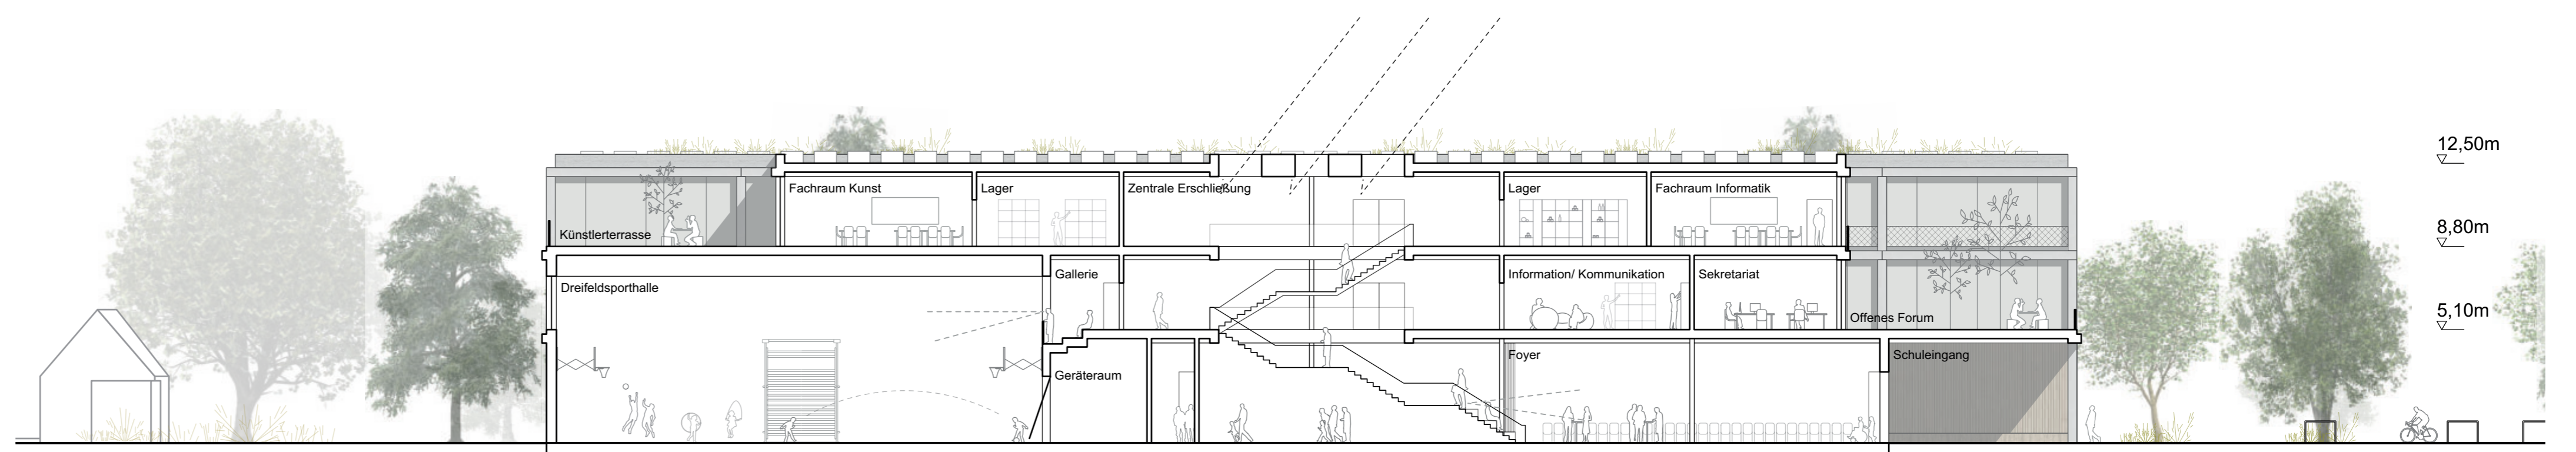 12,50m
Fachraum Kunst
Lager
Zentrale Erschließung
Lager
Fachraum Informatik
Künstlerterrasse
8,80m
Gallerie
Information/ Kommunikation
Sekretariat
Dreifeldsporthalle
Offenes Forum
5,10m
Foyer
Schuleingang
Geräteraum